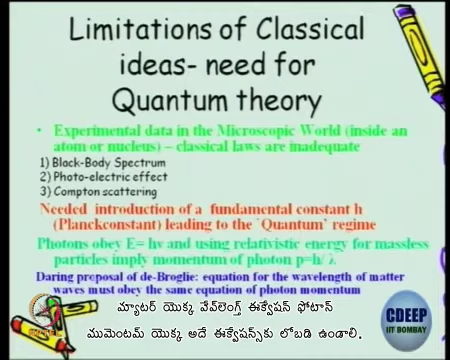 Limitations of Classical
ideas- need for
Quantum theory
• Experimental data in the Microscopic World (inside an
atom or nucleus) – classical laws are inadequate
1) Black-Body Spectrum
2) Photo-electric effect
3) Compton scattering
Needed introduction of a fundamental constant h
(Planckconstant) leading to the `Quantum' regime
Photons obey E= hν and using relativistic energy for massless
particles imply momentum of photon p=h/ λ
Daring proposal of de-Broglie: equation for the wavelength of matter
waves must obey the same equation of photon momentum
మ్యాటర్ యొక్క వేవ్‌లెంగ్త్ ఈక్వేషన్ ఫోటాన్
ముమెంటమ్ యొక్క అదే ఈక్వేషన్స్‌కు లోబడి ఉండాలి.
CDEEP
IIT BOMBAY